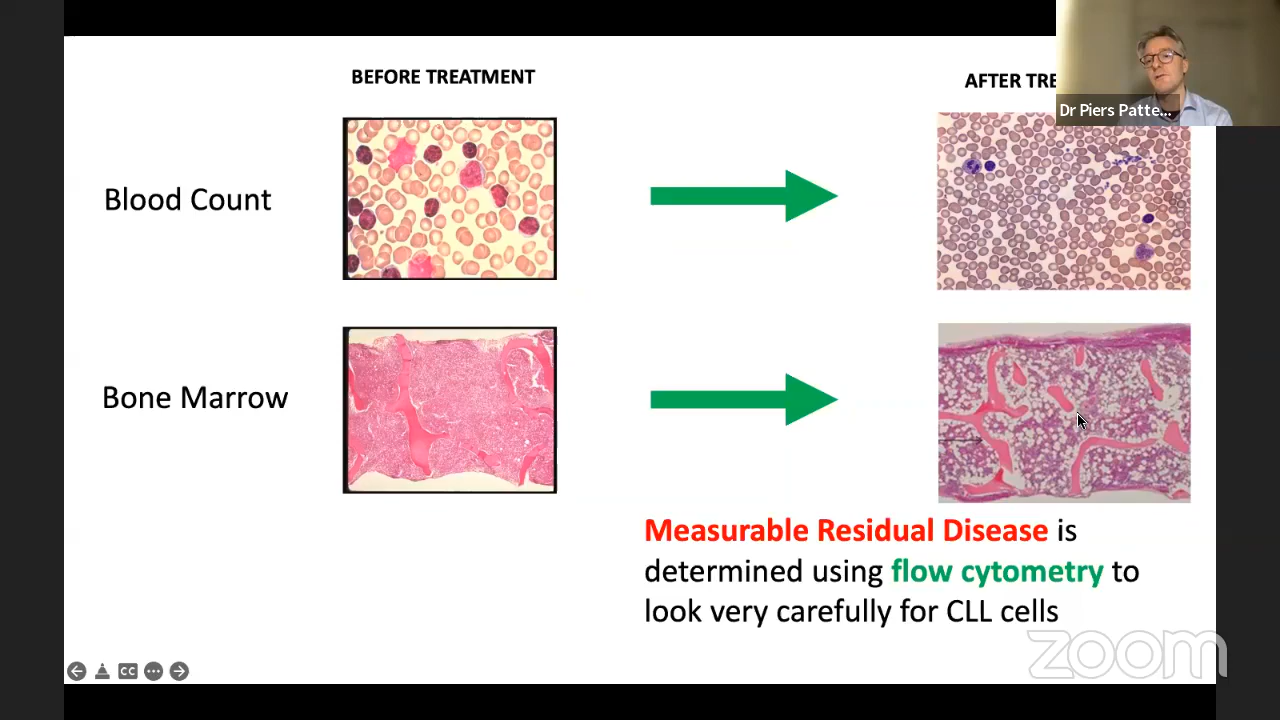 BEFORE TREATMENT
AFTER TRE
Dr Piers Patte...
Blood Count
Bone Marrow
Measurable Residual Disease is
determined using flow cytometry to
look very carefully for CLL cells
zoom
CC